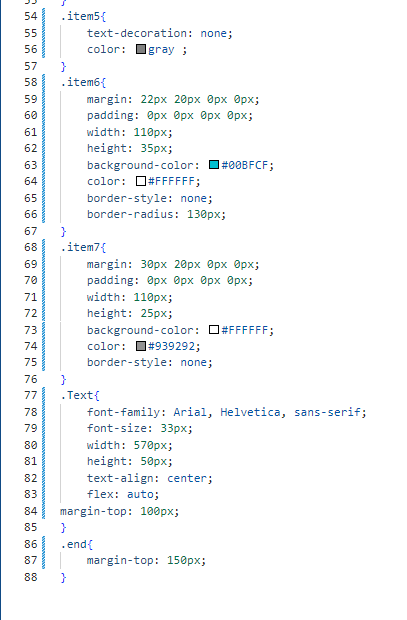 53 }
54 .item5{
55 text-decoration: none;
56 color: gray ;
57 }
58 .item6{
59 margin: 22px 20px 0px 0px;
60 padding: 0px 0px 0px 0px;
61 width: 110px;
62 height: 35px;
63 background-color: #00BFCF;
64 color: #FFFFFF;
65 border-style: none;
66 border-radius: 130px;
67 }
68 .item7{
69 margin: 30px 20px 0px 0px;
70 padding: 0px 0px 0px 0px;
71 width: 110px;
72 height: 25px;
73 background-color: #FFFFFF;
74 color: #939292;
75 border-style: none;
76 }
77 .Text{
78 font-family: Arial, Helvetica, sans-serif;
79 font-size: 33px;
80 width: 570px;
81 height: 50px;
82 text-align: center;
83 flex: auto;
84 margin-top: 100px;
85 }
86 .end{
87 margin-top: 150px;
88 }